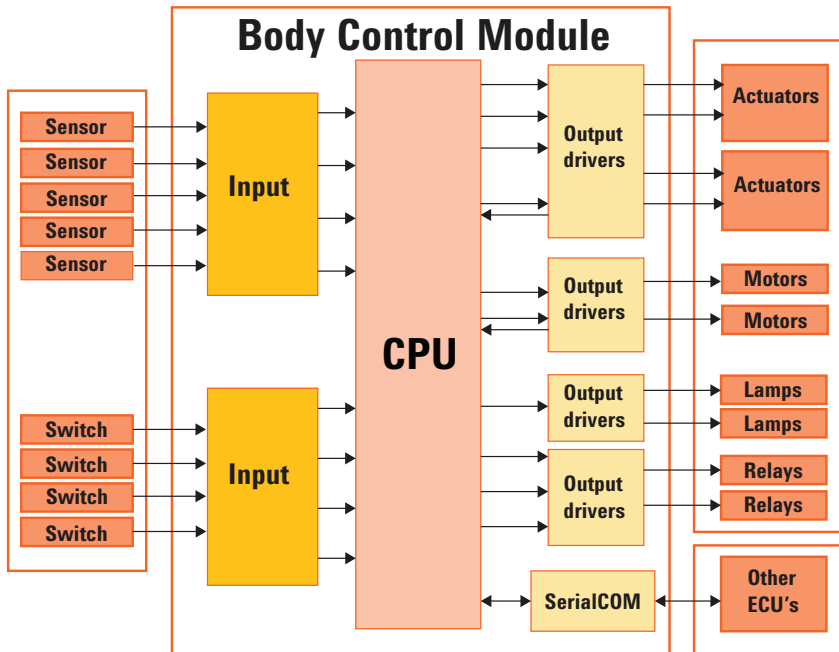 Body Control Module
Sensor
Sensor
Sensor
Sensor
Sensor
Switch
Switch
Switch
Switch
Input
Input
CPU
Output
drivers
Output
drivers
Output
drivers
Output
drivers
SerialCOM
Actuators
Actuators
Motors
Motors
Lamps
Lamps
Relays
Relays
Other
ECU's